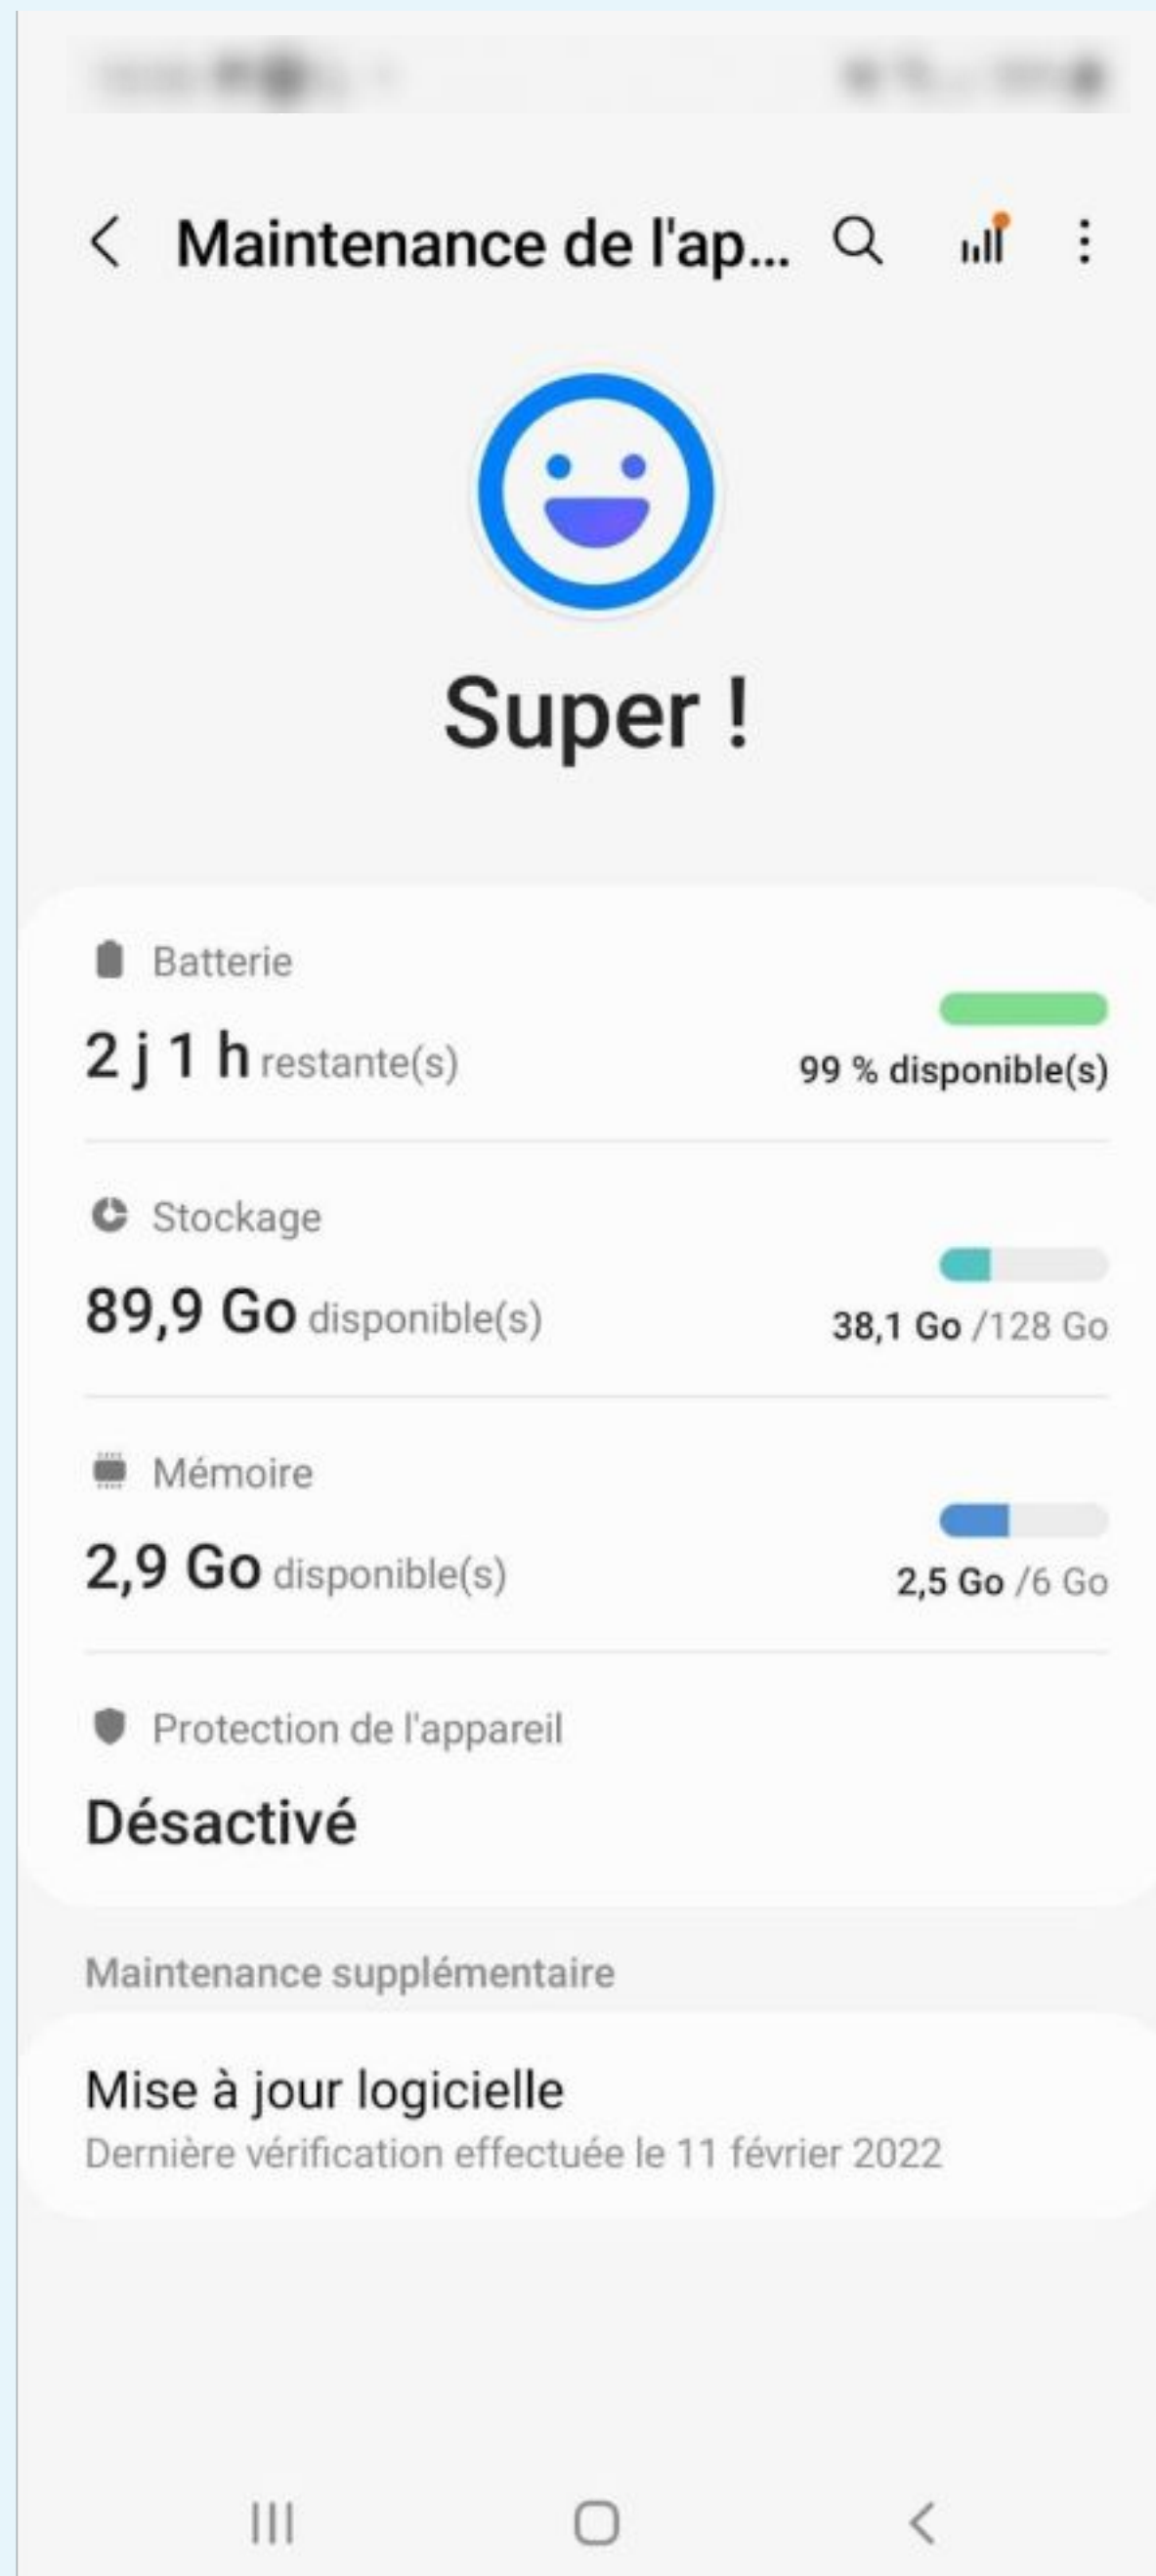 Maintenance de l'ap...
Super !
Batterie
2 j 1 h restante(s)
99 % disponible(s)
Stockage
89,9 Go disponible(s)
38,1 Go /128 Go
Mémoire
2,9 Go disponible(s)
2,5 Go /6 Go
Protection de l'appareil
Désactivé
Maintenance supplémentaire
Mise à jour logicielle
Dernière vérification effectuée le 11 février 2022